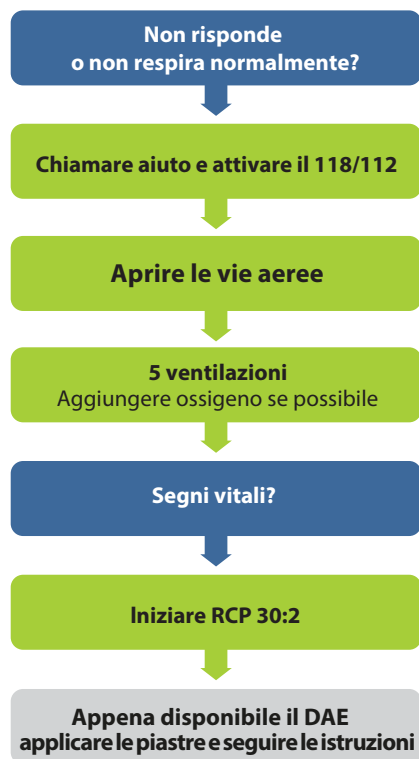 Non risponde
o non respira normalmente?
Chiamare aiuto e attivare il 118/112
Aprire le vie aeree
5 ventilazioni
Aggiungere ossigeno se possibile
Segni vitali?
Iniziare RCP 30:2
Appena disponibile il DAE
applicare le piastre e seguire le istruzioni